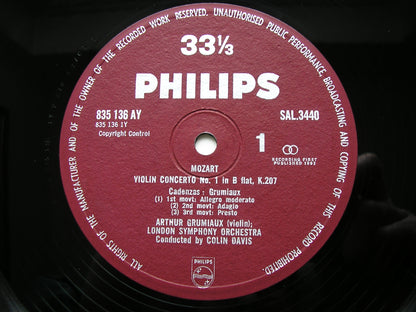 ALL RIGHTS OF THE MANUFACTURER AND OF THE OWNER OF THE RECORDED WORK RESERVED. UNAUTHORISED PUBLIC PERFORMANCE, BROADCASTING AND COPYING OF THIS RECORD PROHIBITED.
33⅓
PHILIPS
835 136 AY
835 136 1Y
Copyright Control
SAL.3440
1
RECORDING FIRST
PUBLISHED 1962
MOZART
VIOLIN CONCERTO No. 1 in B flat, K.207
Cadenzas : Grumiaux
(1) 1st movt: Allegro moderato
(2) 2nd movt: Adagio
(3) 3rd movt: Presto
ARTHUR GRUMIAUX (violin);
LONDON SYMPHONY ORCHESTRA
Conducted by COLIN DAVIS
PHILIPS